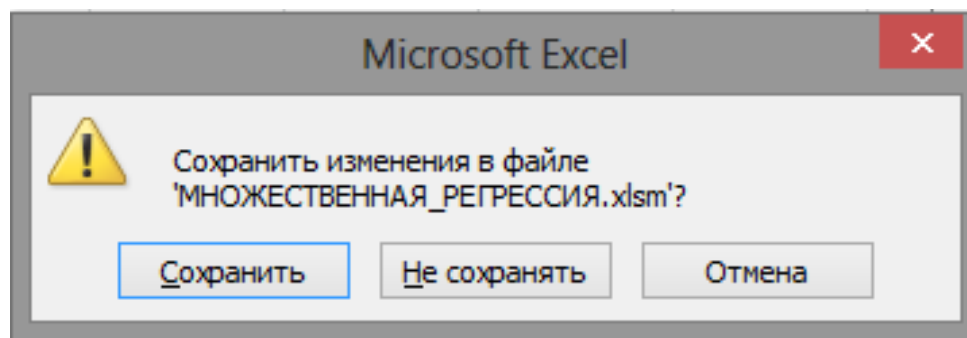 Microsoft Excel
Сохранить изменения в файле
'МНОЖЕСТВЕННАЯ_РЕГРЕССИЯ.xlsm'?
Сохранить Не сохранять Отмена